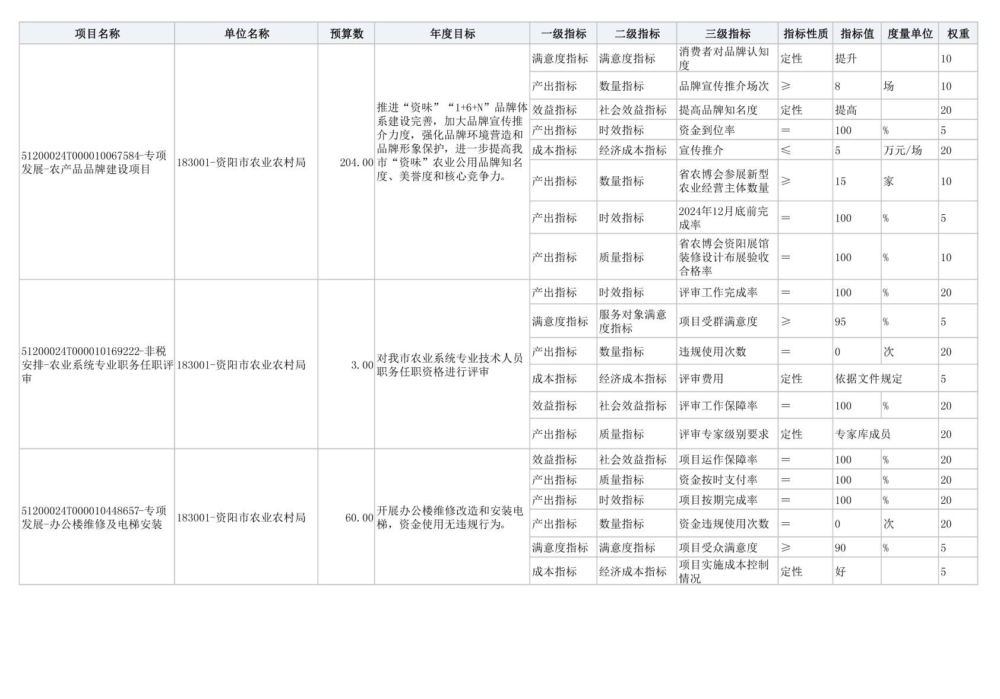 项目名称 单位名称 预算数 年度目标 一级指标 二级指标 三级指标 指标性质 指标值 度量单位 权重
51200024T000010067584-专项
发展-农产品品牌建设项目
183001-资阳市农业农村局
204.00
推进“资味”“1+6+N”品牌体
系建设完善，加大品牌宣传推
介力度，强化品牌环境营造和
品牌形象保护，进一步提高我
市“资味”农业公用品牌知名
度、美誉度和核心竞争力。
满意度指标 满意度指标 消费者对品牌认知
度 定性 提升 10
产出指标 数量指标 品牌宣传推介场次 ≥ 8 场 10
效益指标 社会效益指标 提高品牌知名度 定性 提高 20
产出指标 时效指标 资金到位率 ＝ 100 % 5
成本指标 经济成本指标 宣传推介 ≤ 5 万元/场 20
产出指标 数量指标 省农博会参展新型
农业经营主体数量 ≥ 15 家 10
产出指标 时效指标 2024年12月底前完
成率 ＝ 100 % 5
产出指标 质量指标 省农博会资阳展馆
装修设计布展验收
合格率 ＝ 100 % 10
51200024T000010169222-非税
安排-农业系统专业职务任职评
审
183001-资阳市农业农村局
3.00
对我市农业系统专业技术人员
职务任职资格进行评审
产出指标 时效指标 评审工作完成率 ＝ 100 % 20
满意度指标 服务对象满意
度指标 项目受群满意度 ≥ 95 % 5
产出指标 数量指标 违规使用次数 ＝ 0 次 20
成本指标 经济成本指标 评审费用 定性 依据文件规定 5
效益指标 社会效益指标 评审工作保障率 ＝ 100 % 20
产出指标 质量指标 评审专家级别要求 定性 专家库成员 20
51200024T000010448657-专项
发展-办公楼维修及电梯安装
183001-资阳市农业农村局
60.00
开展办公楼维修改造和安装电
梯，资金使用无违规行为。
效益指标 社会效益指标 项目运作保障率 ＝ 100 % 20
产出指标 质量指标 资金按时支付率 ＝ 100 % 20
产出指标 时效指标 项目按期完成率 ＝ 100 % 20
产出指标 数量指标 资金违规使用次数 ＝ 0 次 20
满意度指标 满意度指标 项目受众满意度 ≥ 90 % 5
成本指标 经济成本指标 项目实施成本控制
情况 定性 好 5